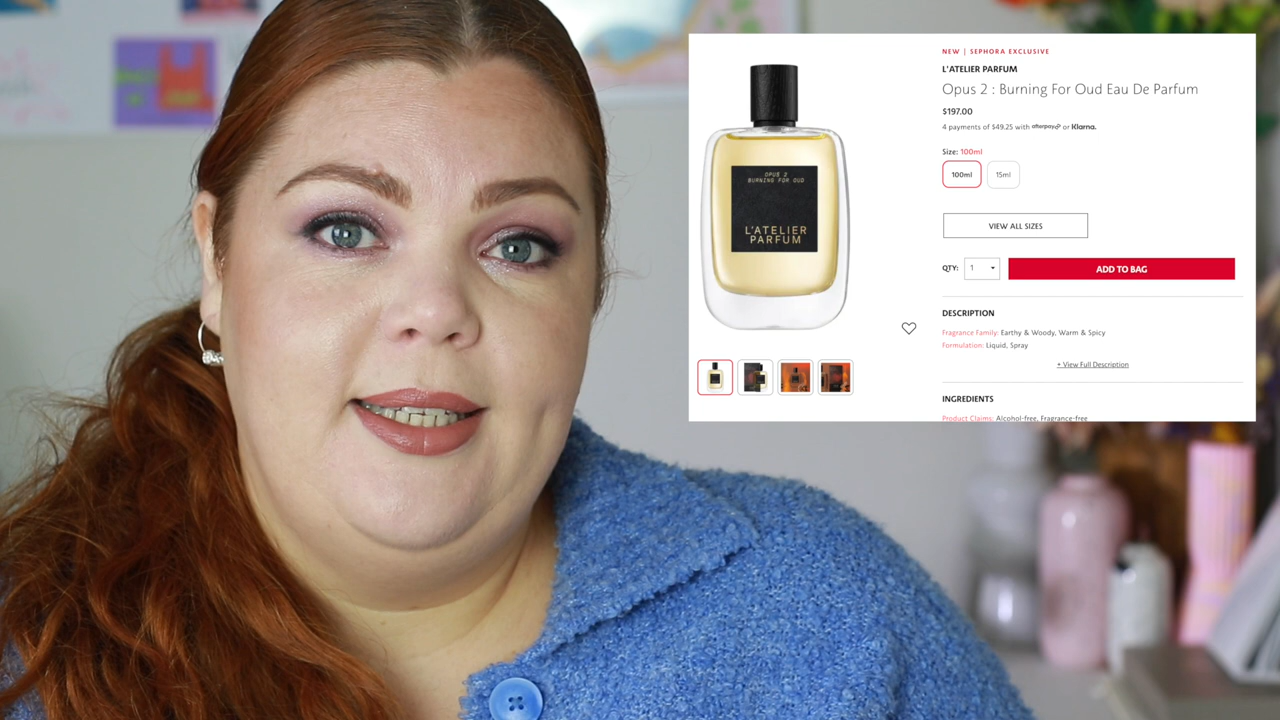 NEW | SEPHORA EXCLUSIVE
L'ATELIER PARFUM
Opus 2 : Burning For Oud Eau De Parfum
$197.00
4 payments of $49.25 with afterpay or Klarna.
Size: 100ml
100ml 15ml
VIEW ALL SIZES
QTY: 1 ADD TO BAG
DESCRIPTION
Fragrance Family: Earthy & Woody, Warm & Spicy
Formulation: Liquid, Spray
+ View Full Description
INGREDIENTS
Product Claims: Alcohol-free, Fragrance-free
OPUS 2
BURNING FOR OUD
L'ATELIER
PARFUM